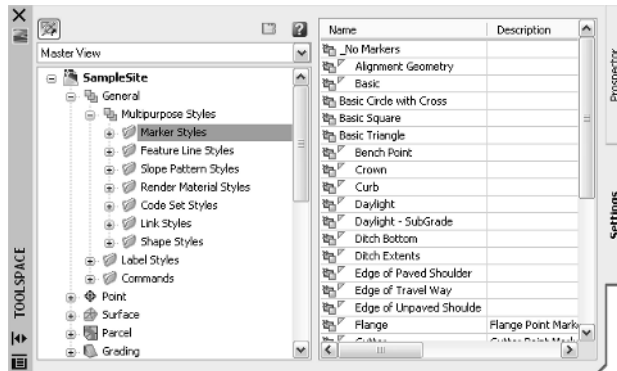 Master View
SampleSite
General
Multipurpose Styles
Marker Styles
Feature Line Styles
Slope Pattern Styles
Render Material Styles
Code Set Styles
Link Styles
Shape Styles
Label Styles
Commands
Point
Surface
Parcel
Grading
TOOLSPACE
Name Description
_No Markers
Alignment Geometry
Basic
Basic Circle with Cross
Basic Square
Basic Triangle
Bench Point
Crown
Curb
Daylight
Daylight - SubGrade
Ditch Bottom
Ditch Extents
Edge of Paved Shoulder
Edge of Travel Way
Edge of Unpaved Shoulde
Flange Flange Point Mark
Prospector
Settings